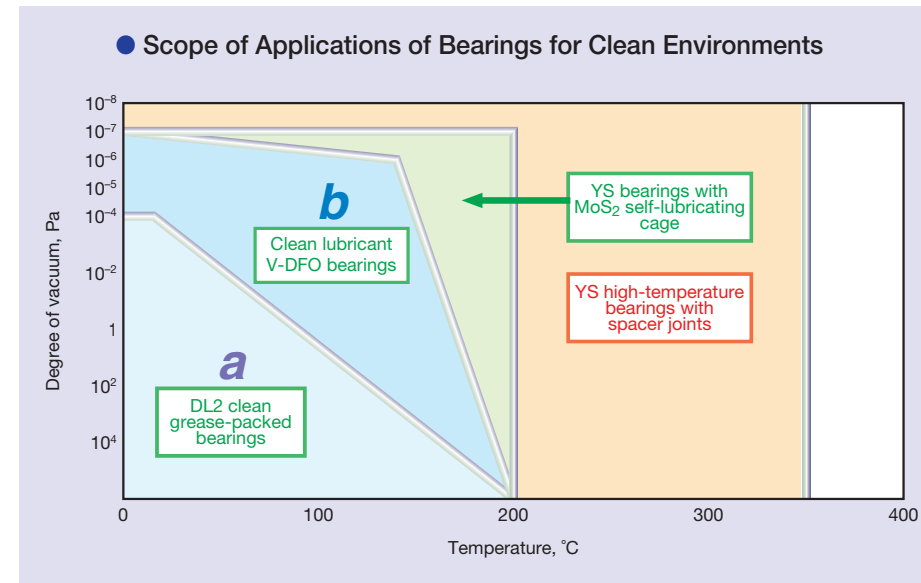 ● Scope of Applications of Bearings for Clean Environments
Degree of vacuum, Pa
10⁻⁸
10⁻⁷
10⁻⁶
10⁻⁵
10⁻⁴
10⁻²
1
10²
10⁴
b
Clean lubricant
V-DFO bearings
a
DL2 clean
grease-packed
bearings
YS bearings with
MoS₂ self-lubricating
cage
YS high-temperature
bearings with
spacer joints
0
100
200
300
400
Temperature, °C